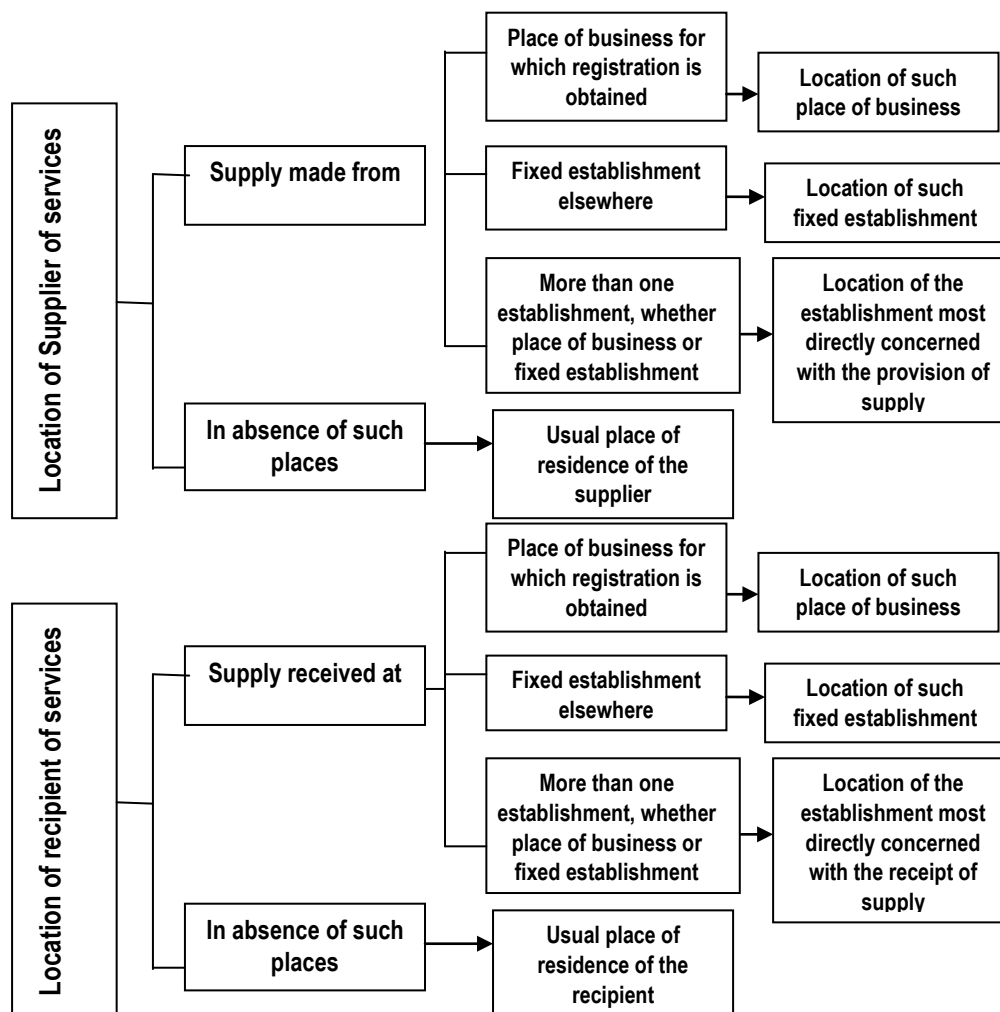 Location of Supplier of services
Supply made from
Place of business for
which registration is
obtained
Location of such
place of business
Fixed establishment
elsewhere
Location of such
fixed establishment
More than one
establishment, whether
place of business or
fixed establishment
Location of the
establishment most
directly concerned
with the provision of
supply
In absence of such
places
Usual place of
residence of the
supplier
Location of recipient of services
Supply received at
Place of business for
which registration is
obtained
Location of such
place of business
Fixed establishment
elsewhere
Location of such
fixed establishment
More than one
establishment, whether
place of business or
fixed establishment
Location of the
establishment most
directly concerned
with the receipt of
supply
In absence of such
places
Usual place of
residence of the
recipient